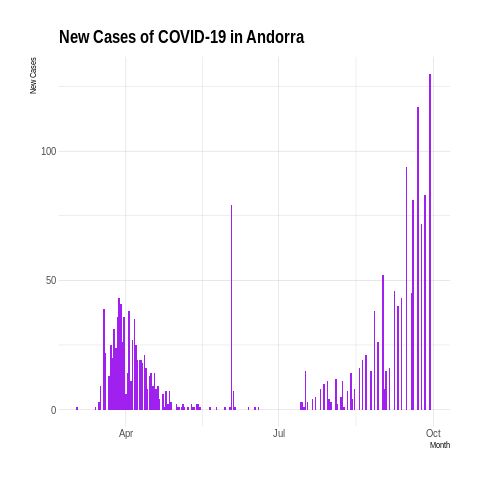 New Cases of COVID-19 in Andorra
New Cases
100
50
0
Apr
Jul
Oct
Month